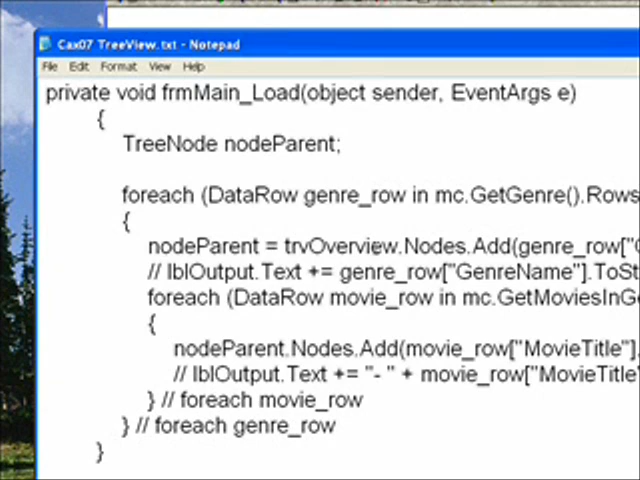 Cax07 TreeView.txt - Notepad
File Edit Format View Help
private void frmMain_Load(object sender, EventArgs e)
{
TreeNode nodeParent;
foreach (DataRow genre_row in mc.GetGenre().Rows
{
nodeParent = trvOverview.Nodes.Add(genre_row["G
// lblOutput.Text += genre_row["GenreName"].ToSt
foreach (DataRow movie_row in mc.GetMoviesInGe
{
nodeParent.Nodes.Add(movie_row["MovieTitle"].
// lblOutput.Text += "- " + movie_row["MovieTitle"
} // foreach movie_row
} // foreach genre_row
}